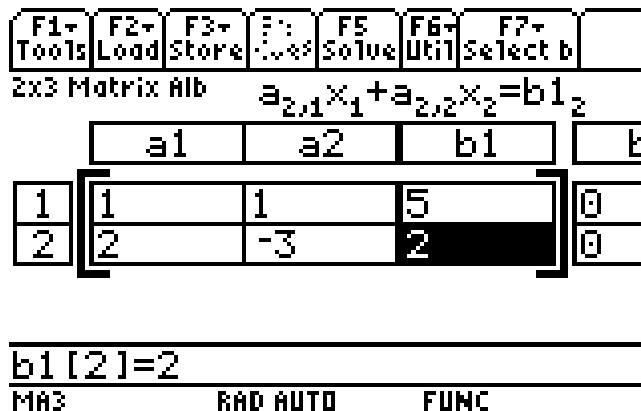 F1 F2 F3 F5 F6 F7
Tools Load Store Solve Util Select b
2x3 Matrix A|b a2,1x1+a2,2x2=b12
a1 a2 b1 b
1 1 1 5 0
2 2 -3 2 0
b1[2]=2
MA3 RAD AUTO FUNC